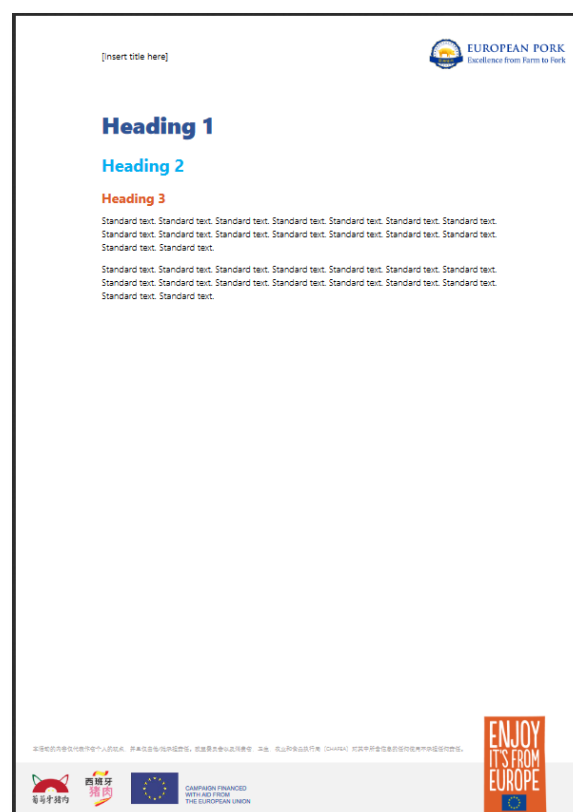 [Insert title here]
EUROPEAN PORK
Excellence from Farm to Fork
Heading 1
Heading 2
Heading 3
Standard text. Standard text. Standard text. Standard text. Standard text. Standard text. Standard text.
Standard text. Standard text. Standard text. Standard text. Standard text. Standard text. Standard text.
Standard text. Standard text.
Standard text. Standard text. Standard text. Standard text. Standard text. Standard text. Standard text.
Standard text. Standard text. Standard text. Standard text. Standard text. Standard text. Standard text.
Standard text. Standard text.
葡萄牙猪肉
西班牙
猪肉
CAMPAIGN FINANCED
WITH AID FROM
THE EUROPEAN UNION
ENJOY
IT'S FROM
EUROPE